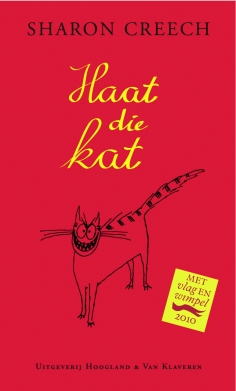 SHARON CREECH
Haat
die
kat
MET
vlag EN
wimpel
2010
UITGEVERIJ HOOGLAND & VAN KLAVEREN